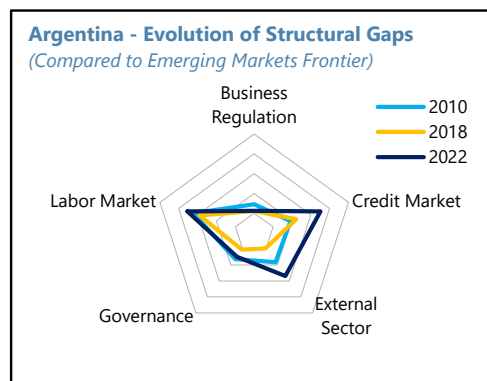 Argentina - Evolution of Structural Gaps
(Compared to Emerging Markets Frontier)
Business
Regulation
2010
2018
2022
Labor Market
Credit Market
Governance
External
Sector